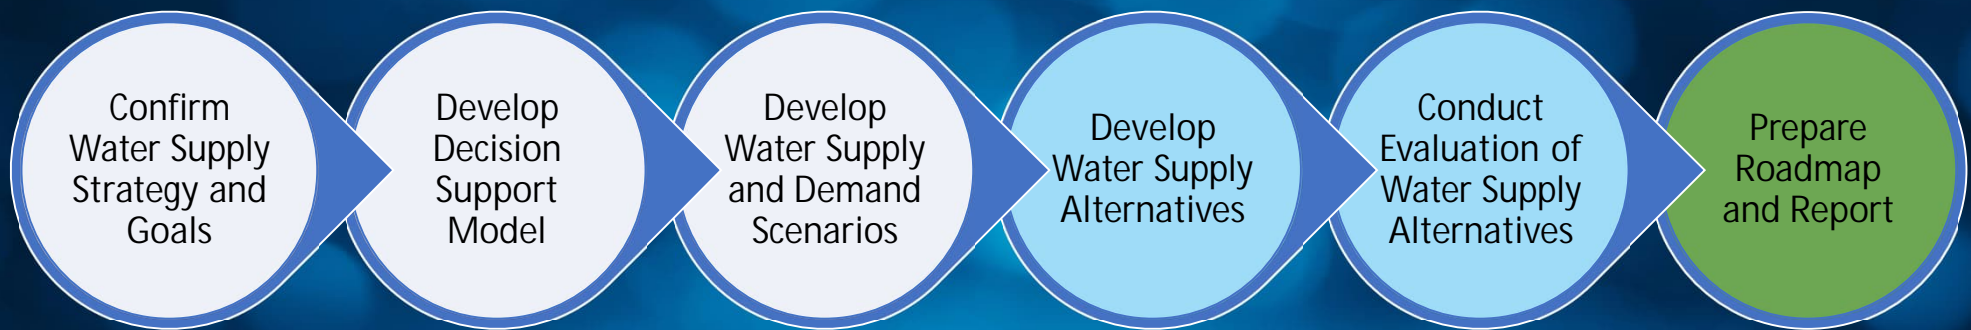 Confirm
Water Supply
Strategy and
Goals
Develop
Decision
Support
Model
Develop
Water Supply
and Demand
Scenarios
Develop
Water Supply
Alternatives
Conduct
Evaluation of
Water Supply
Alternatives
Prepare
Roadmap
and Report